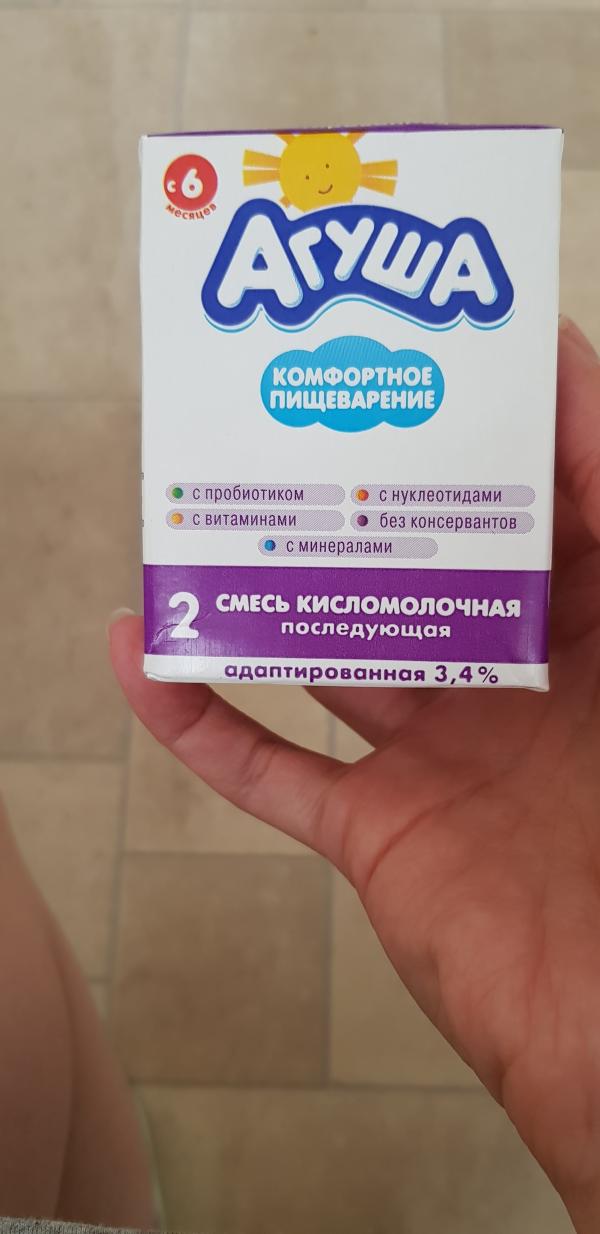 с 6
месяцев
АГУША
КОМФОРТНОЕ
ПИЩЕВАРЕНИЕ
с пробиотиком
с нуклеотидами
с витаминами
без консервантов
с минералами
2 СМЕСЬ КИСЛОМОЛОЧНАЯ
последующая
адаптированная 3,4%